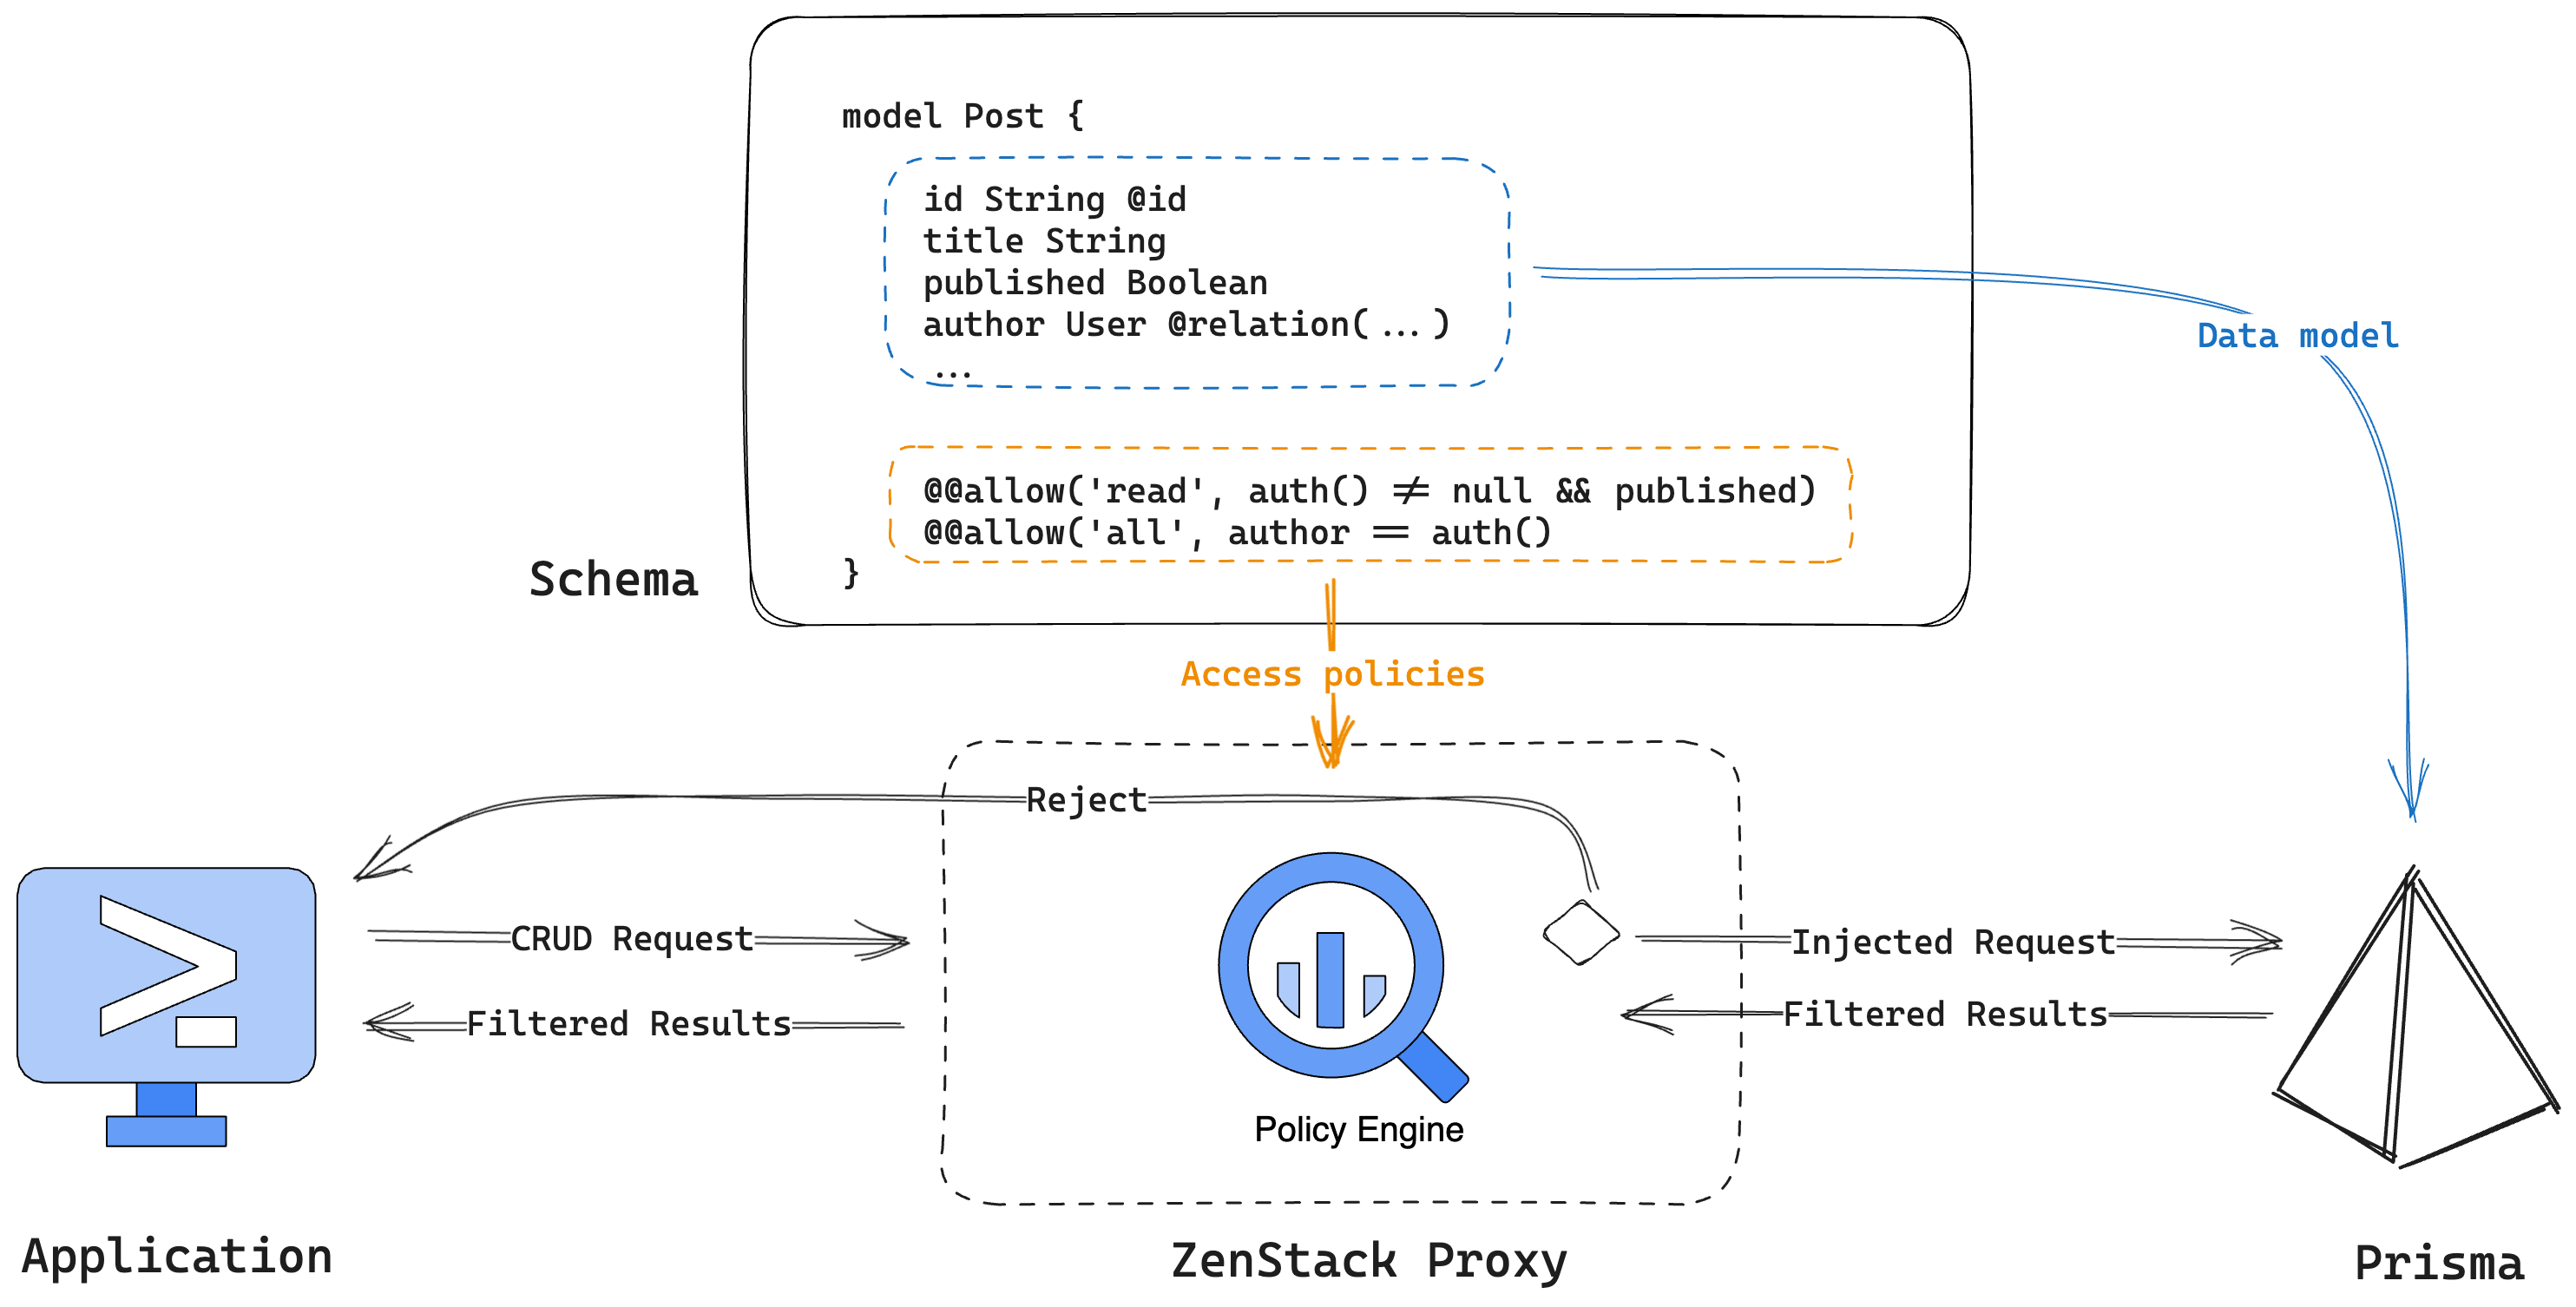 model Post {
id String @id
title String
published Boolean
author User @relation( ... )
...
@@allow('read', auth() ≠ null && published)
@@allow('all', author == auth()
}
Schema
Data model
Access policies
Reject
CRUD Request
Filtered Results
Injected Request
Filtered Results
Policy Engine
Application
ZenStack Proxy
Prisma